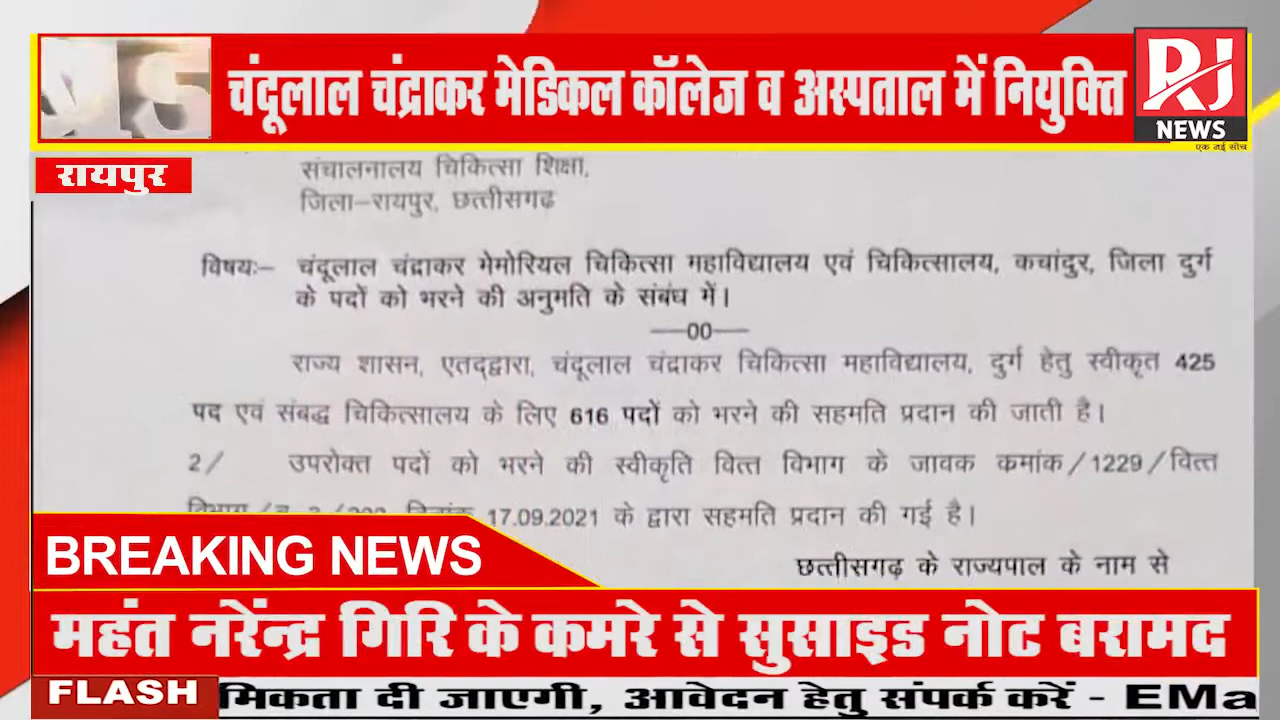 चंदूलाल चंद्राकर मेडिकल कॉलेज व अस्पताल में नियुक्ति
RJ
NEWS
एक नई सोच
रायपुर
संचालनालय चिकित्सा शिक्षा,
जिला–रायपुर, छत्तीसगढ़
विषयः– चंदूलाल चंद्राकर मेमोरियल चिकित्सा महाविद्यालय एवं चिकित्सालय, कचांदुर, जिला दुर्ग
के पदों को भरने की अनुमति के संबंध में।
—00—
राज्य शासन, एतद्द्वारा, चंदूलाल चंद्राकर चिकित्सा महाविद्यालय, दुर्ग हेतु स्वीकृत 425
पद एवं संबद्ध चिकित्सालय के लिए 616 पदों को भरने की सहमति प्रदान की जाती है।
2/ उपरोक्त पदों को भरने की स्वीकृति वित्त विभाग के जावक कमांक/1229/वित्त
17.09.2021 के द्वारा सहमति प्रदान की गई है।
छत्तीसगढ़ के राज्यपाल के नाम से
BREAKING NEWS
महंत नरेंन्द्र गिरि के कमरे से सुसाइड नोट बरामद
FLASH
मिकता दी जाएगी, आवेदन हेतु संपर्क करें - EMa